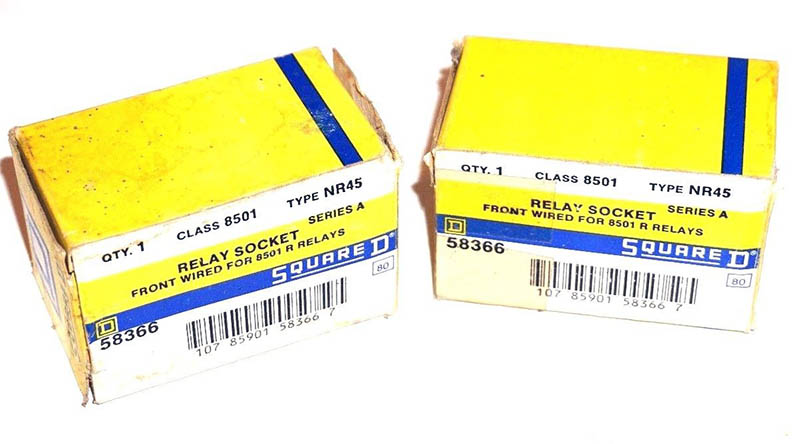 QTY. 1 CLASS 8501 TYPE NR45
SERIES A
RELAY SOCKET
FRONT WIRED FOR 8501 R RELAYS
SQUARE D®
58366
80
107 85901 58366 7
QTY. 1 CLASS 8501 TYPE NR45
SERIES A
RELAY SOCKET
FRONT WIRED FOR 8501 R RELAYS
58366
SQUARE D®
80
107 85901 58366 7